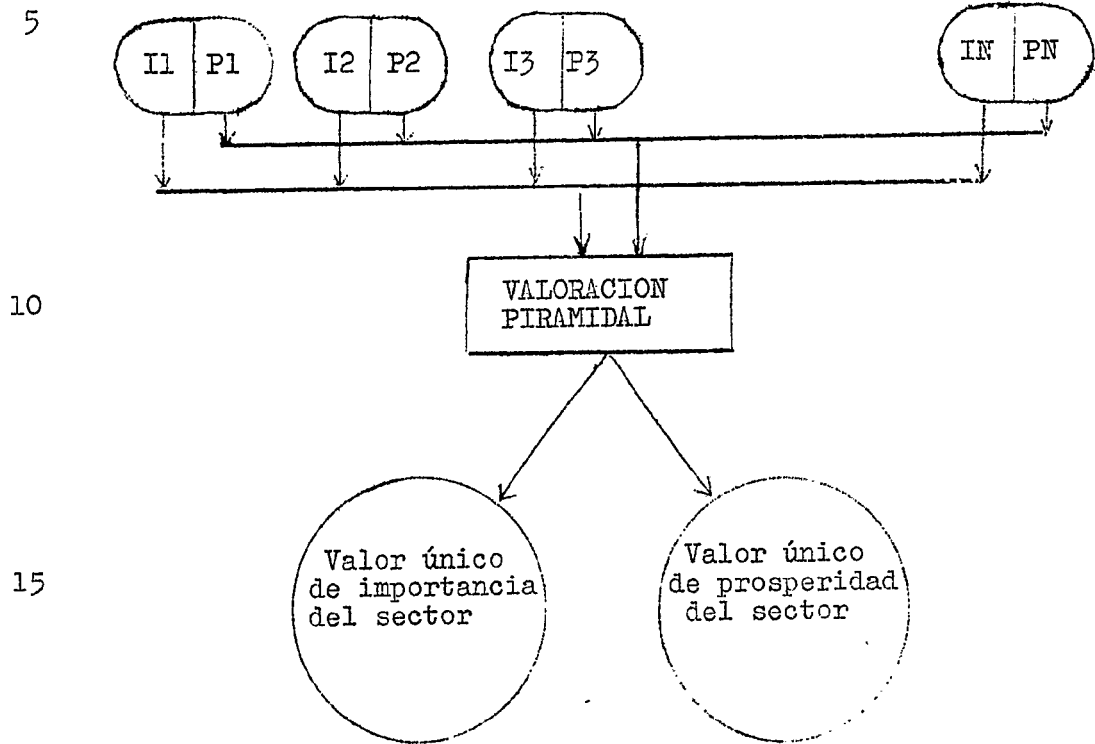 5
I1 P1 I2 P2 I3 P3 IN PN
10
VALORACION
PIRAMIDAL
15
Valor único
de importancia
del sector
Valor único
de prosperidad
del sector